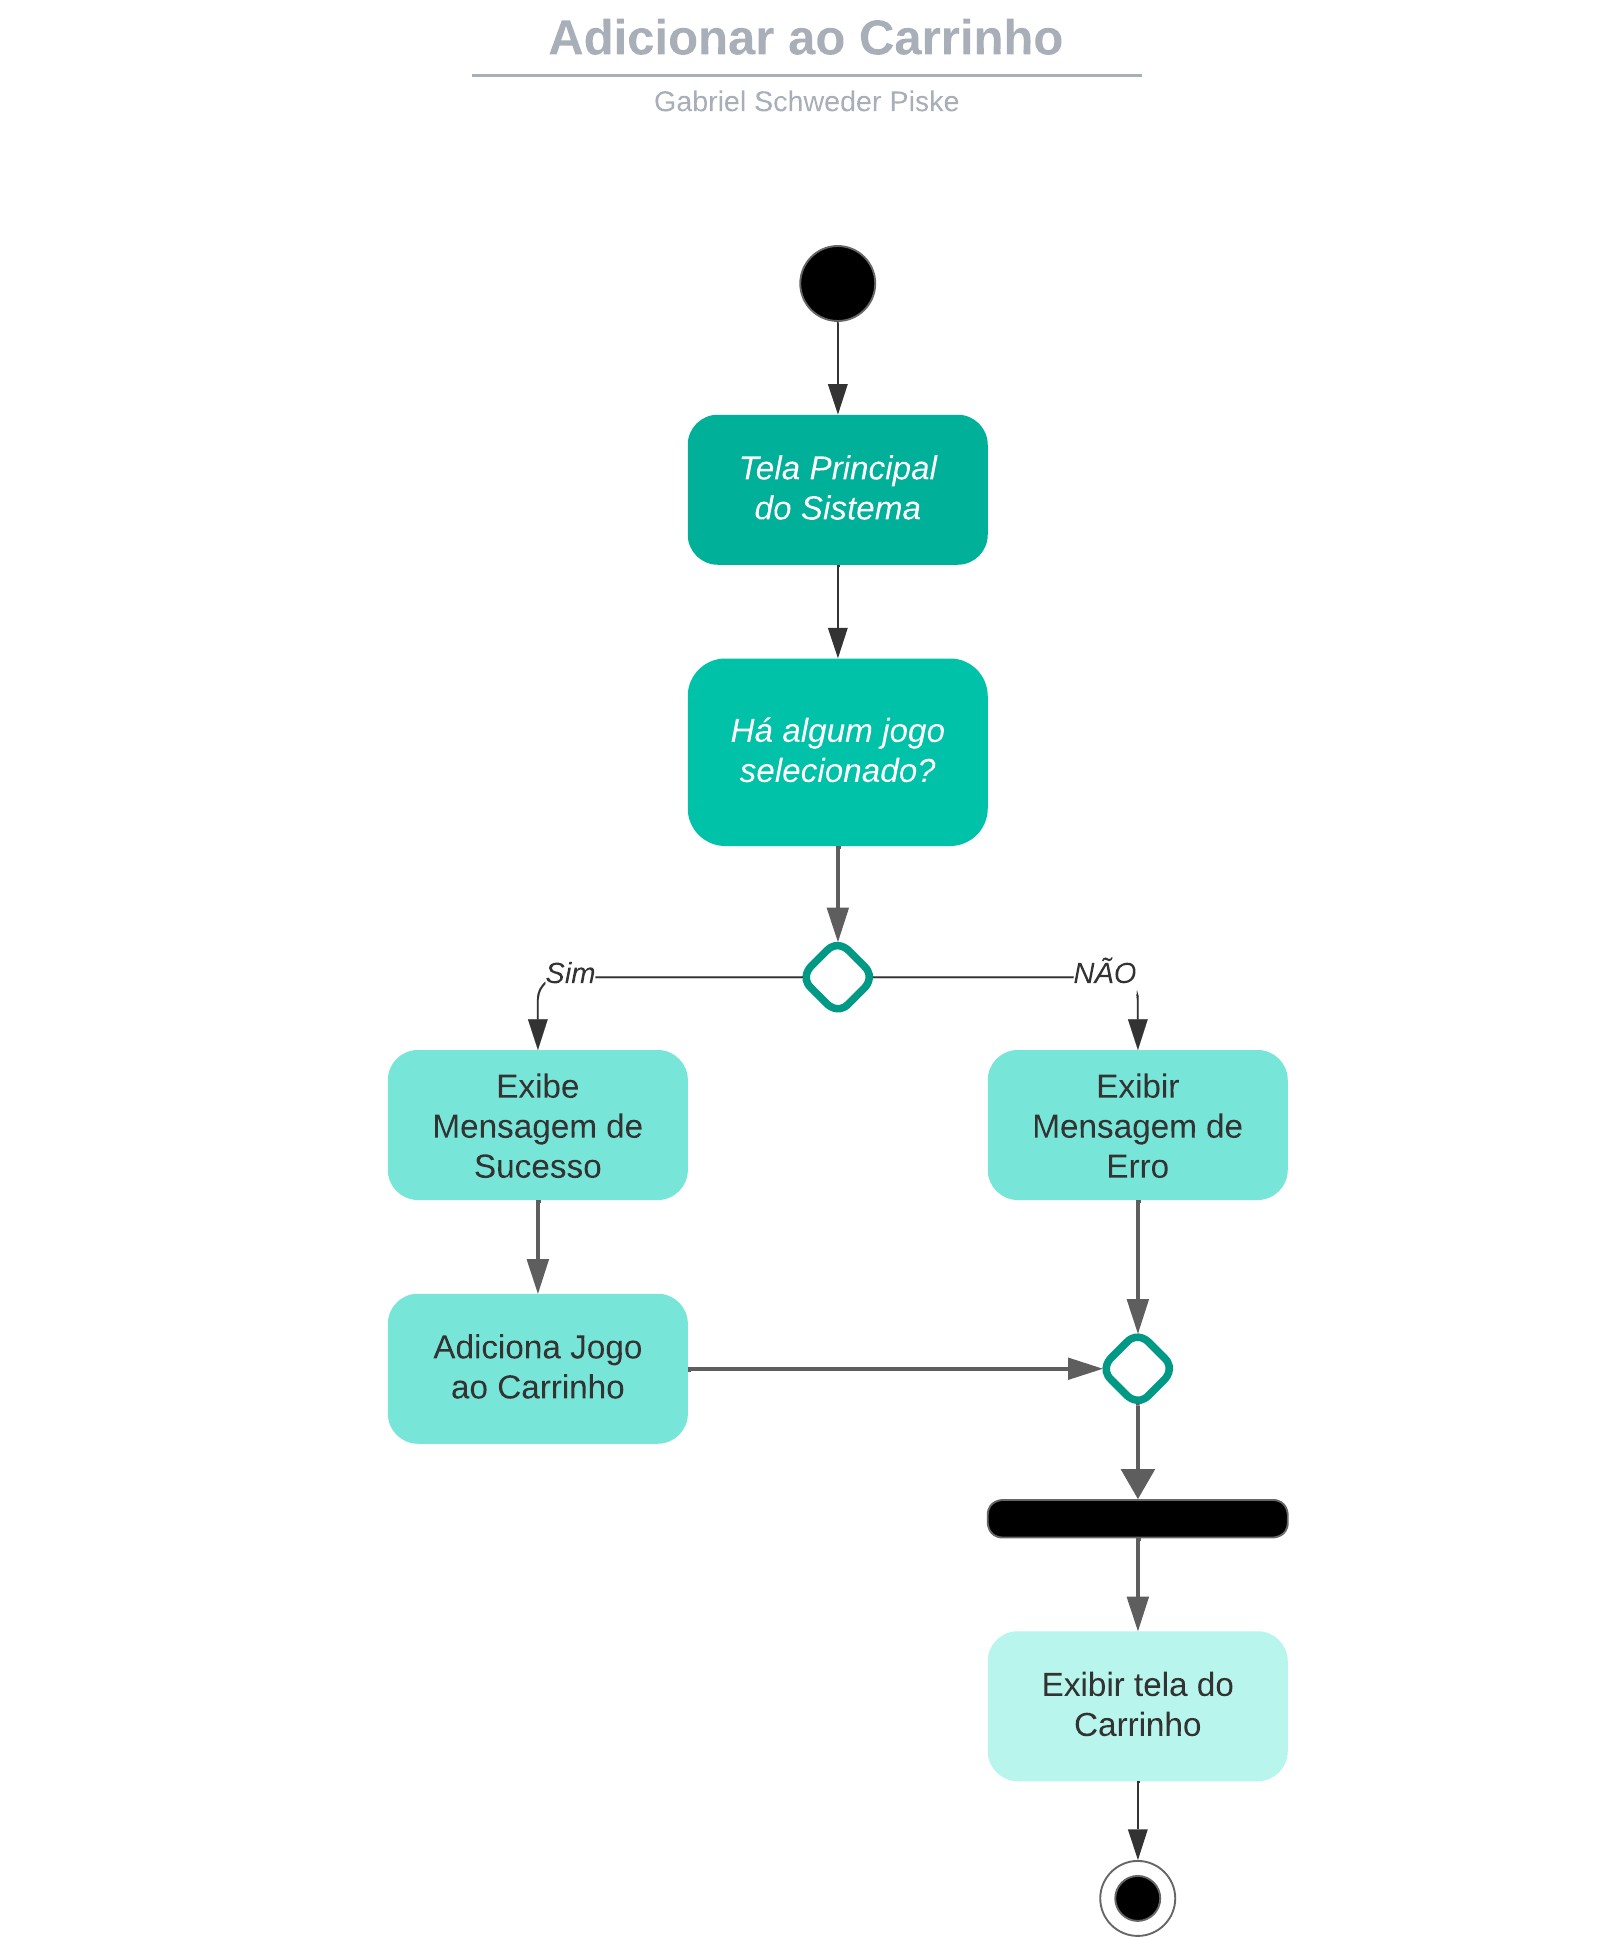 Adicionar ao Carrinho
Gabriel Schweder Piske
Tela Principal
do Sistema
Há algum jogo
selecionado?
Sim
NÃO
Exibe
Mensagem de
Sucesso
Exibir
Mensagem de
Erro
Adiciona Jogo
ao Carrinho
Exibir tela do
Carrinho